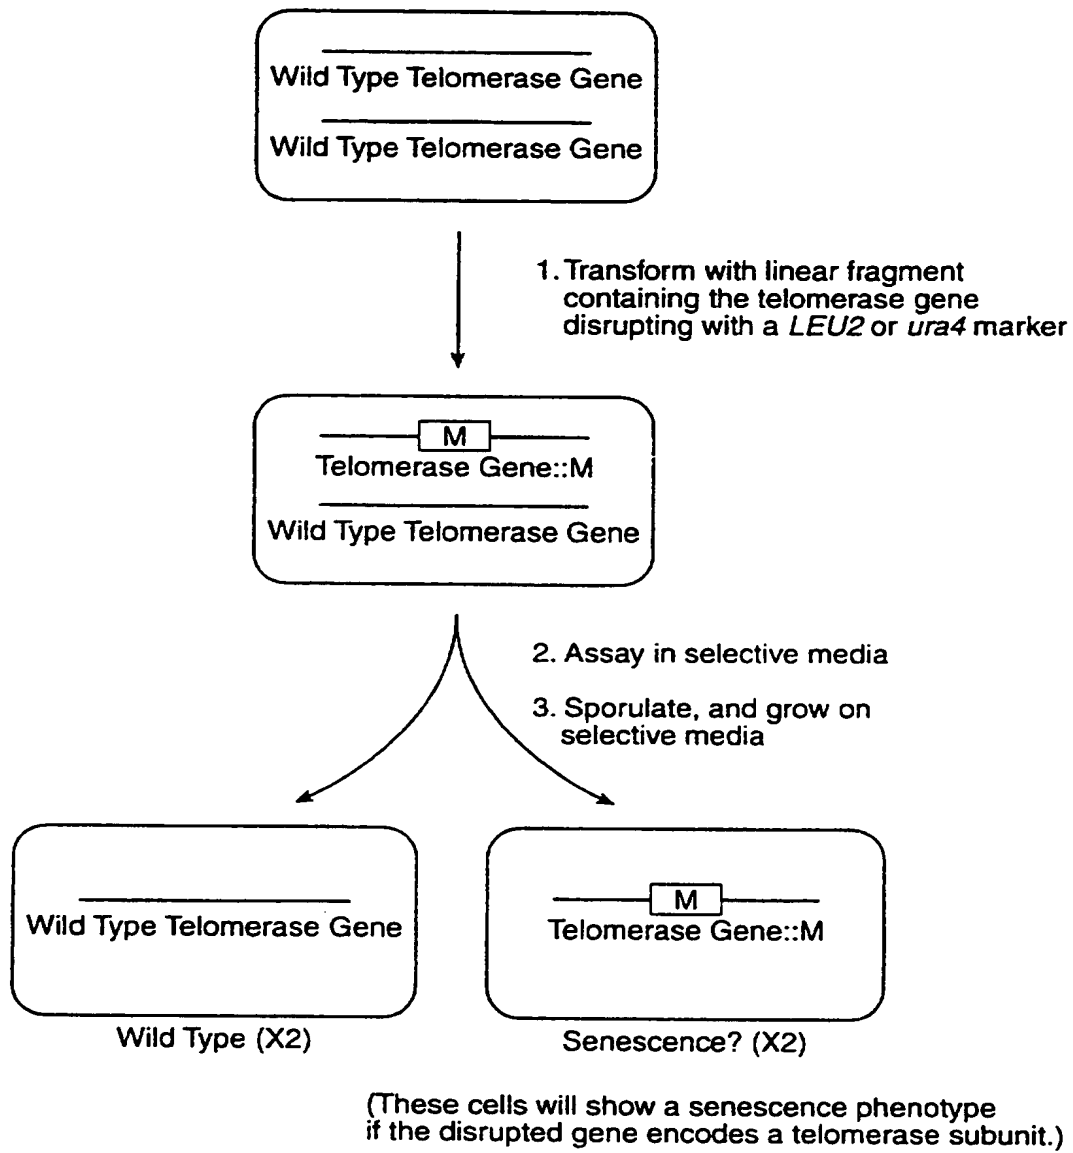 Wild Type Telomerase Gene
Wild Type Telomerase Gene
1. Transform with linear fragment
containing the telomerase gene
disrupting with a LEU2 or ura4 marker
M
Telomerase Gene::M
Wild Type Telomerase Gene
2. Assay in selective media
3. Sporulate, and grow on
selective media
Wild Type Telomerase Gene
Wild Type (X2)
M
Telomerase Gene::M
Senescence? (X2)
(These cells will show a senescence phenotype
if the disrupted gene encodes a telomerase subunit.)